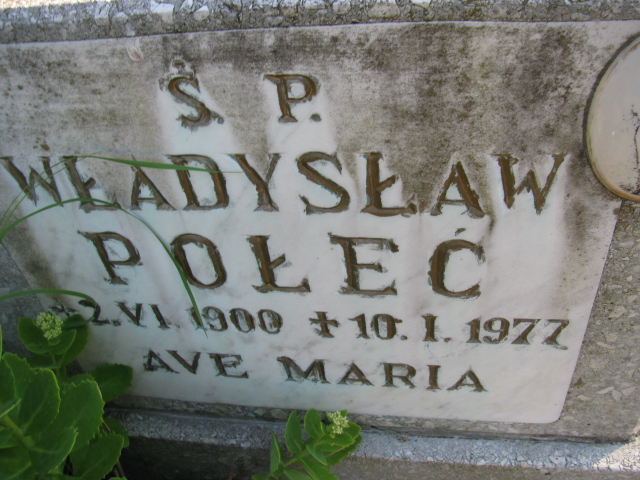 Ś. P.
WŁADYSŁAW
POŁEĆ
* 2. VI. 1900 ✝ 10. I. 1977
AVE MARIA